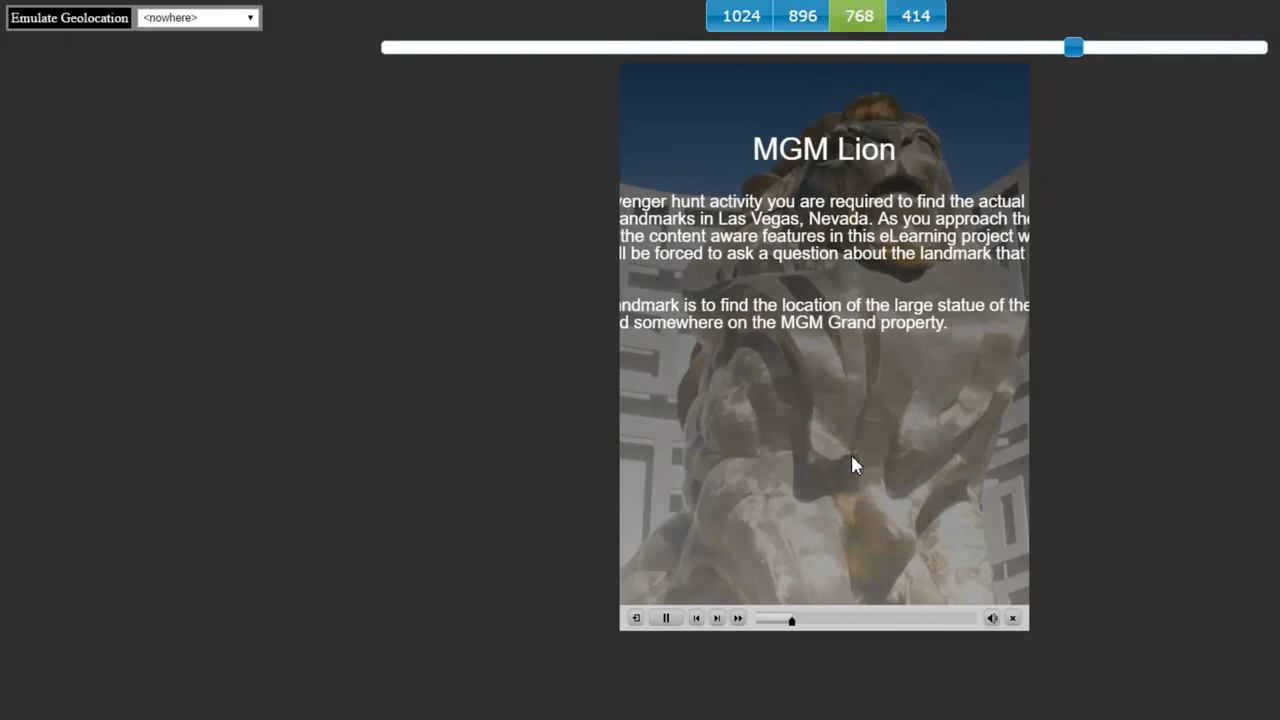 Emulate Geolocation
<nowhere>
1024 896 768 414
MGM Lion
venger hunt activity you are required to find the actual
andmarks in Las Vegas, Nevada. As you approach the
the content aware features in this eLearning project w
ll be forced to ask a question about the landmark that
andmark is to find the location of the large statue of the
d somewhere on the MGM Grand property.